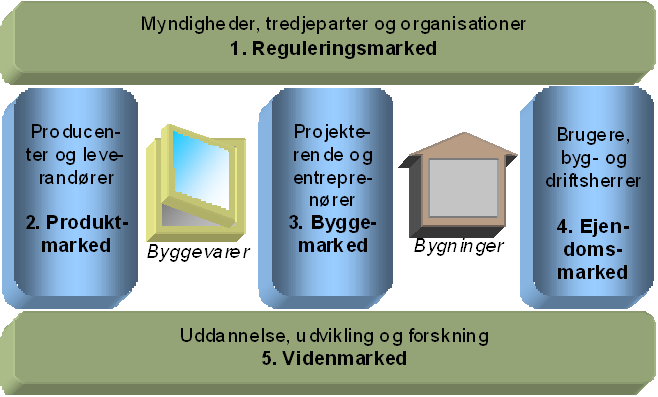 Myndigheder, tredjeparter og organisationer
1. Reguleringsmarked
Producen-
ter og leve-
randører
2. Produkt-
marked
Byggevarer
Projekte-
rende og
entrepre-
nører
3. Bygge-
marked
Bygninger
Brugere,
byg- og
driftsherrer
4. Ejen-
doms-
marked
Uddannelse, udvikling og forskning
5. Videnmarked